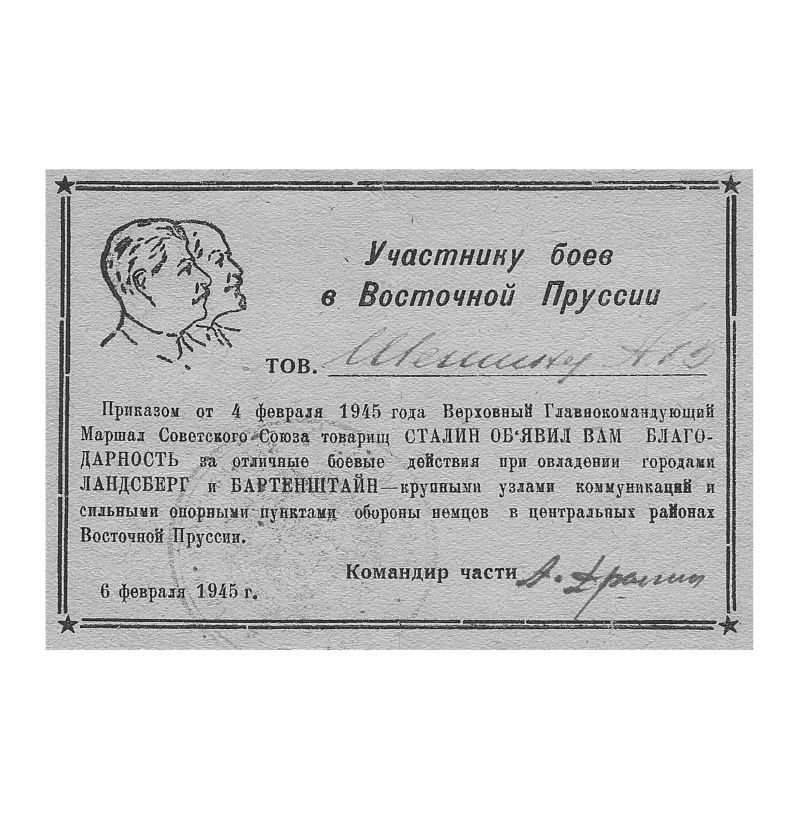 Участнику боев
в Восточной Пруссии
тов.
Приказом от 4 февраля 1945 года Верховный Главнокомандующий
Маршал Советского Союза товарищ СТАЛИН ОБ‘ЯВИЛ ВАМ БЛАГО-
ДАРНОСТЬ за отличные боевые действия при овладении городами
ЛАНДСБЕРГ и БАРТЕНШТАЙН—крупными узлами коммуникаций и
сильными опорными пунктами обороны немцев в центральных районах
Восточной Пруссии.
Командир части
6 февраля 1945 г.